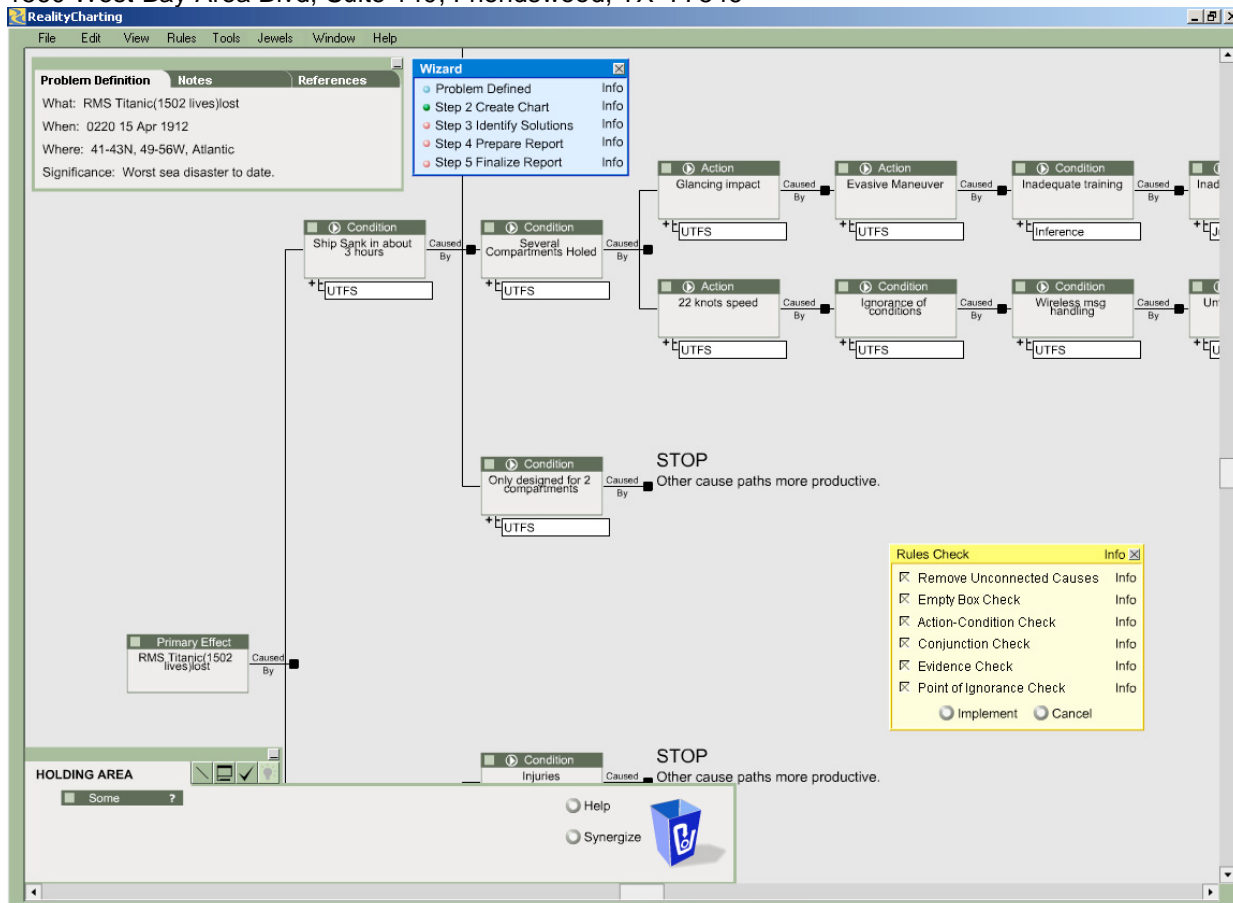 RealityCharting
File Edit View Rules Tools Jewels Window Help
Problem Definition Notes References
What: RMS Titanic(1502 lives)lost
When: 0220 15 Apr 1912
Where: 41-43N, 49-56W, Atlantic
Significance: Worst sea disaster to date.
Wizard
Problem Defined Info
Step 2 Create Chart Info
Step 3 Identify Solutions Info
Step 4 Prepare Report Info
Step 5 Finalize Report Info
Action
Glancing impact
Caused By
UTFS
Action
Evasive Maneuver
Caused By
UTFS
Condition
Inadequate training
Caused By
Inference
Condition
Ship Sank in about
3 hours
Caused By
UTFS
Condition
Several
Compartments Holed
Caused By
UTFS
Action
22 knots speed
Caused By
UTFS
Condition
Ignorance of
conditions
Caused By
UTFS
Condition
Wireless msg
handling
Caused By
UTFS
Condition
Only designed for 2
compartments
Caused By
UTFS
STOP
Other cause paths more productive.
Rules Check Info
Remove Unconnected Causes Info
Empty Box Check Info
Action-Condition Check Info
Conjunction Check Info
Evidence Check Info
Point of Ignorance Check Info
Implement Cancel
Primary Effect
RMS Titanic(1502
lives)lost
Caused By
Condition
Injuries
Caused
STOP
Other cause paths more productive.
HOLDING AREA
Some ?
Help
Synergize